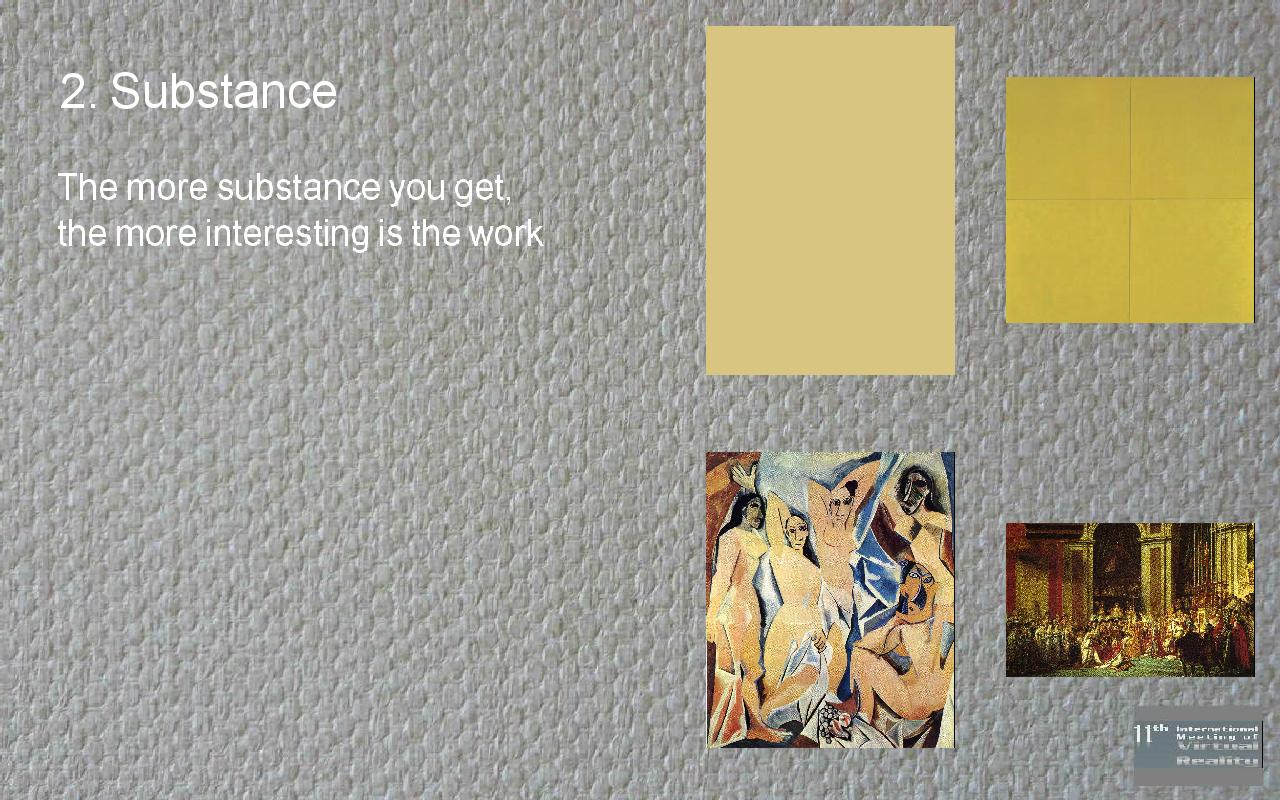 2. Substance
The more substance you get,
the more interesting is the work
11th International
Meeting of
Virtual
Reality